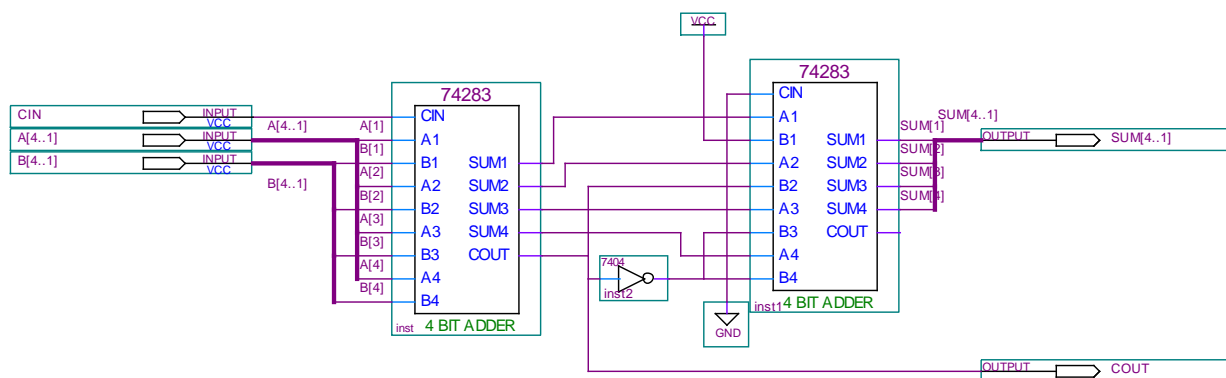 VCC
74283
74283
CIN
INPUT
VCC
A[4..1]
INPUT
VCC
B[4..1]
INPUT
VCC
A[4..1]
B[4..1]
A[1]
B[1]
A[2]
B[2]
A[3]
B[3]
A[4]
B[4]
CIN
A1
B1
A2
B2
A3
B3
A4
B4
SUM1
SUM2
SUM3
SUM4
COUT
inst
4 BIT ADDER
7404
inst2
GND
CIN
A1
B1
A2
B2
A3
B3
A4
B4
SUM1
SUM2
SUM3
SUM4
COUT
inst1
4 BIT ADDER
SUM[4..1]
SUM[1]
SUM[2]
SUM[3]
SUM[4]
OUTPUT
SUM[4..1]
OUTPUT
COUT